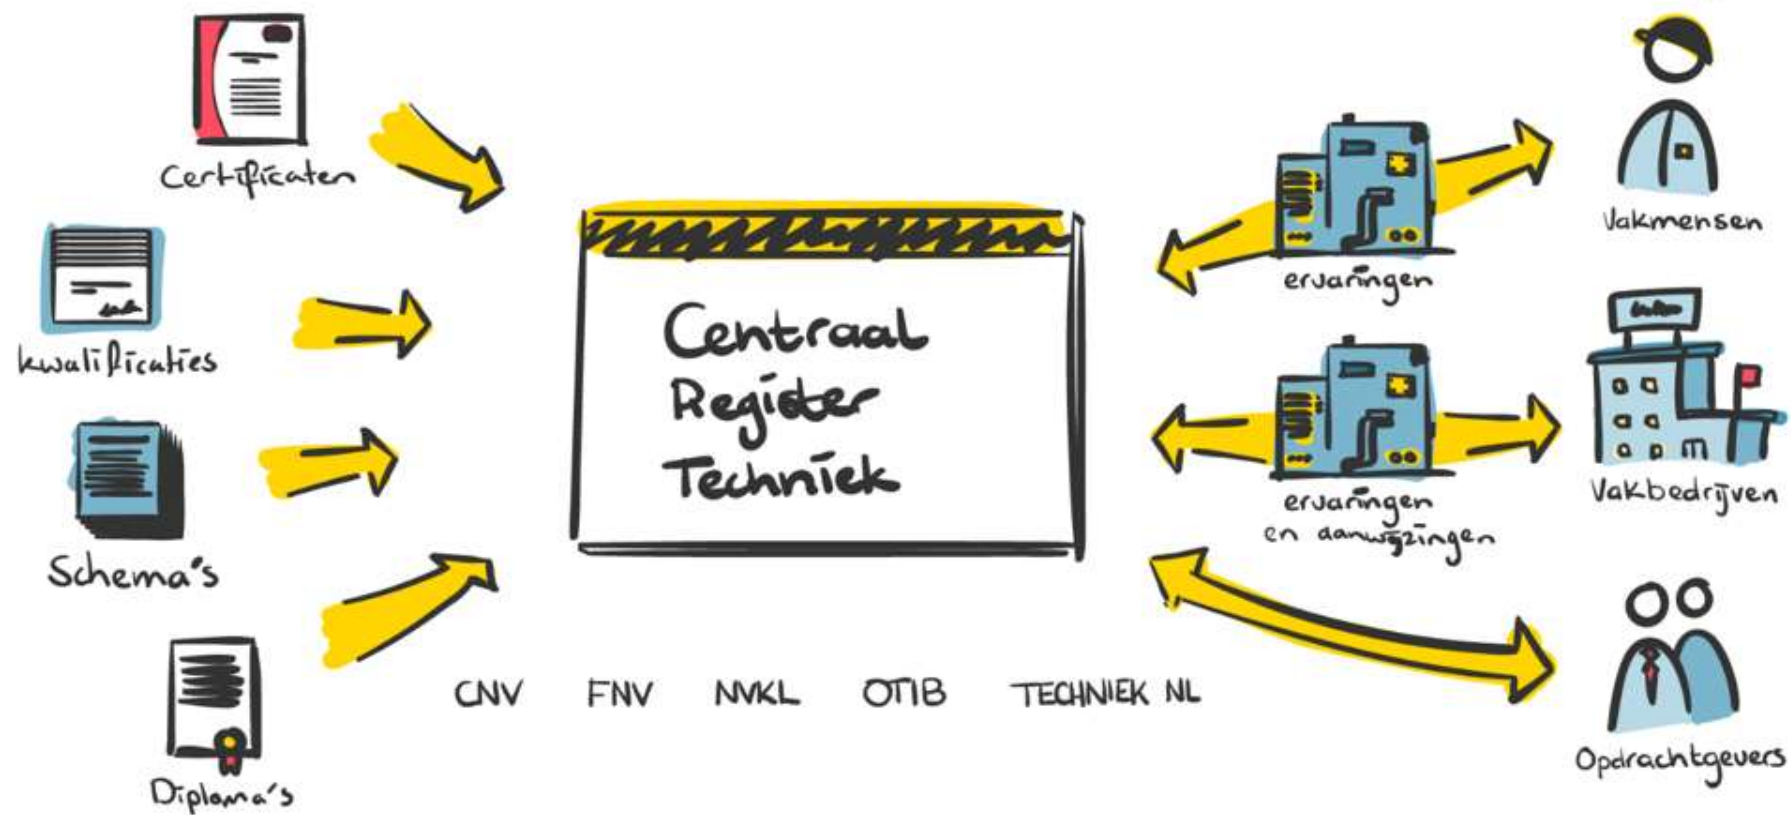 Certificaten
kwalificaties
Schema's
Diploma's
Centraal
Register
Techniek
CNV FNV NVKL OTIB TECHNIEK NL
ervaringen
ervaringen
en aanwijzingen
Vakmensen
Vakbedrijven
Opdrachtgevers